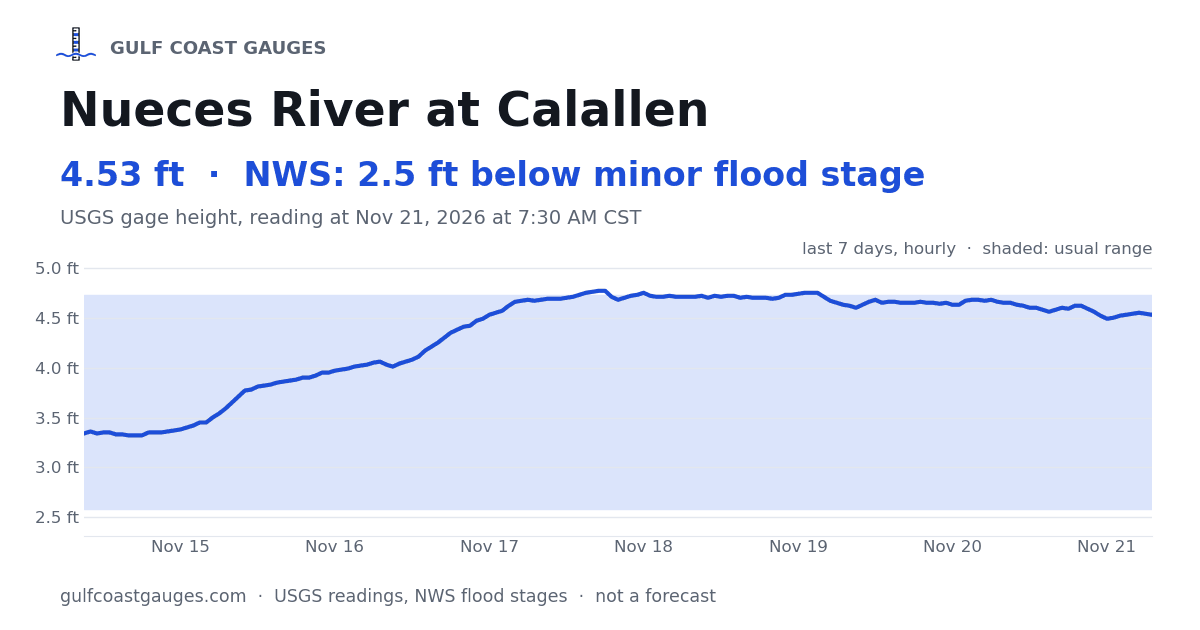 GULF COAST GAUGES
Nueces River at Calallen
4.53 ft · NWS: 2.5 ft below minor flood stage
USGS gage height, reading at Nov 21, 2026 at 7:30 AM CST
last 7 days, hourly · shaded: usual range
5.0 ft
4.5 ft
4.0 ft
3.5 ft
3.0 ft
2.5 ft
Nov 15 Nov 16 Nov 17 Nov 18 Nov 19 Nov 20 Nov 21
gulfcoastgauges.com · USGS readings, NWS flood stages · not a forecast